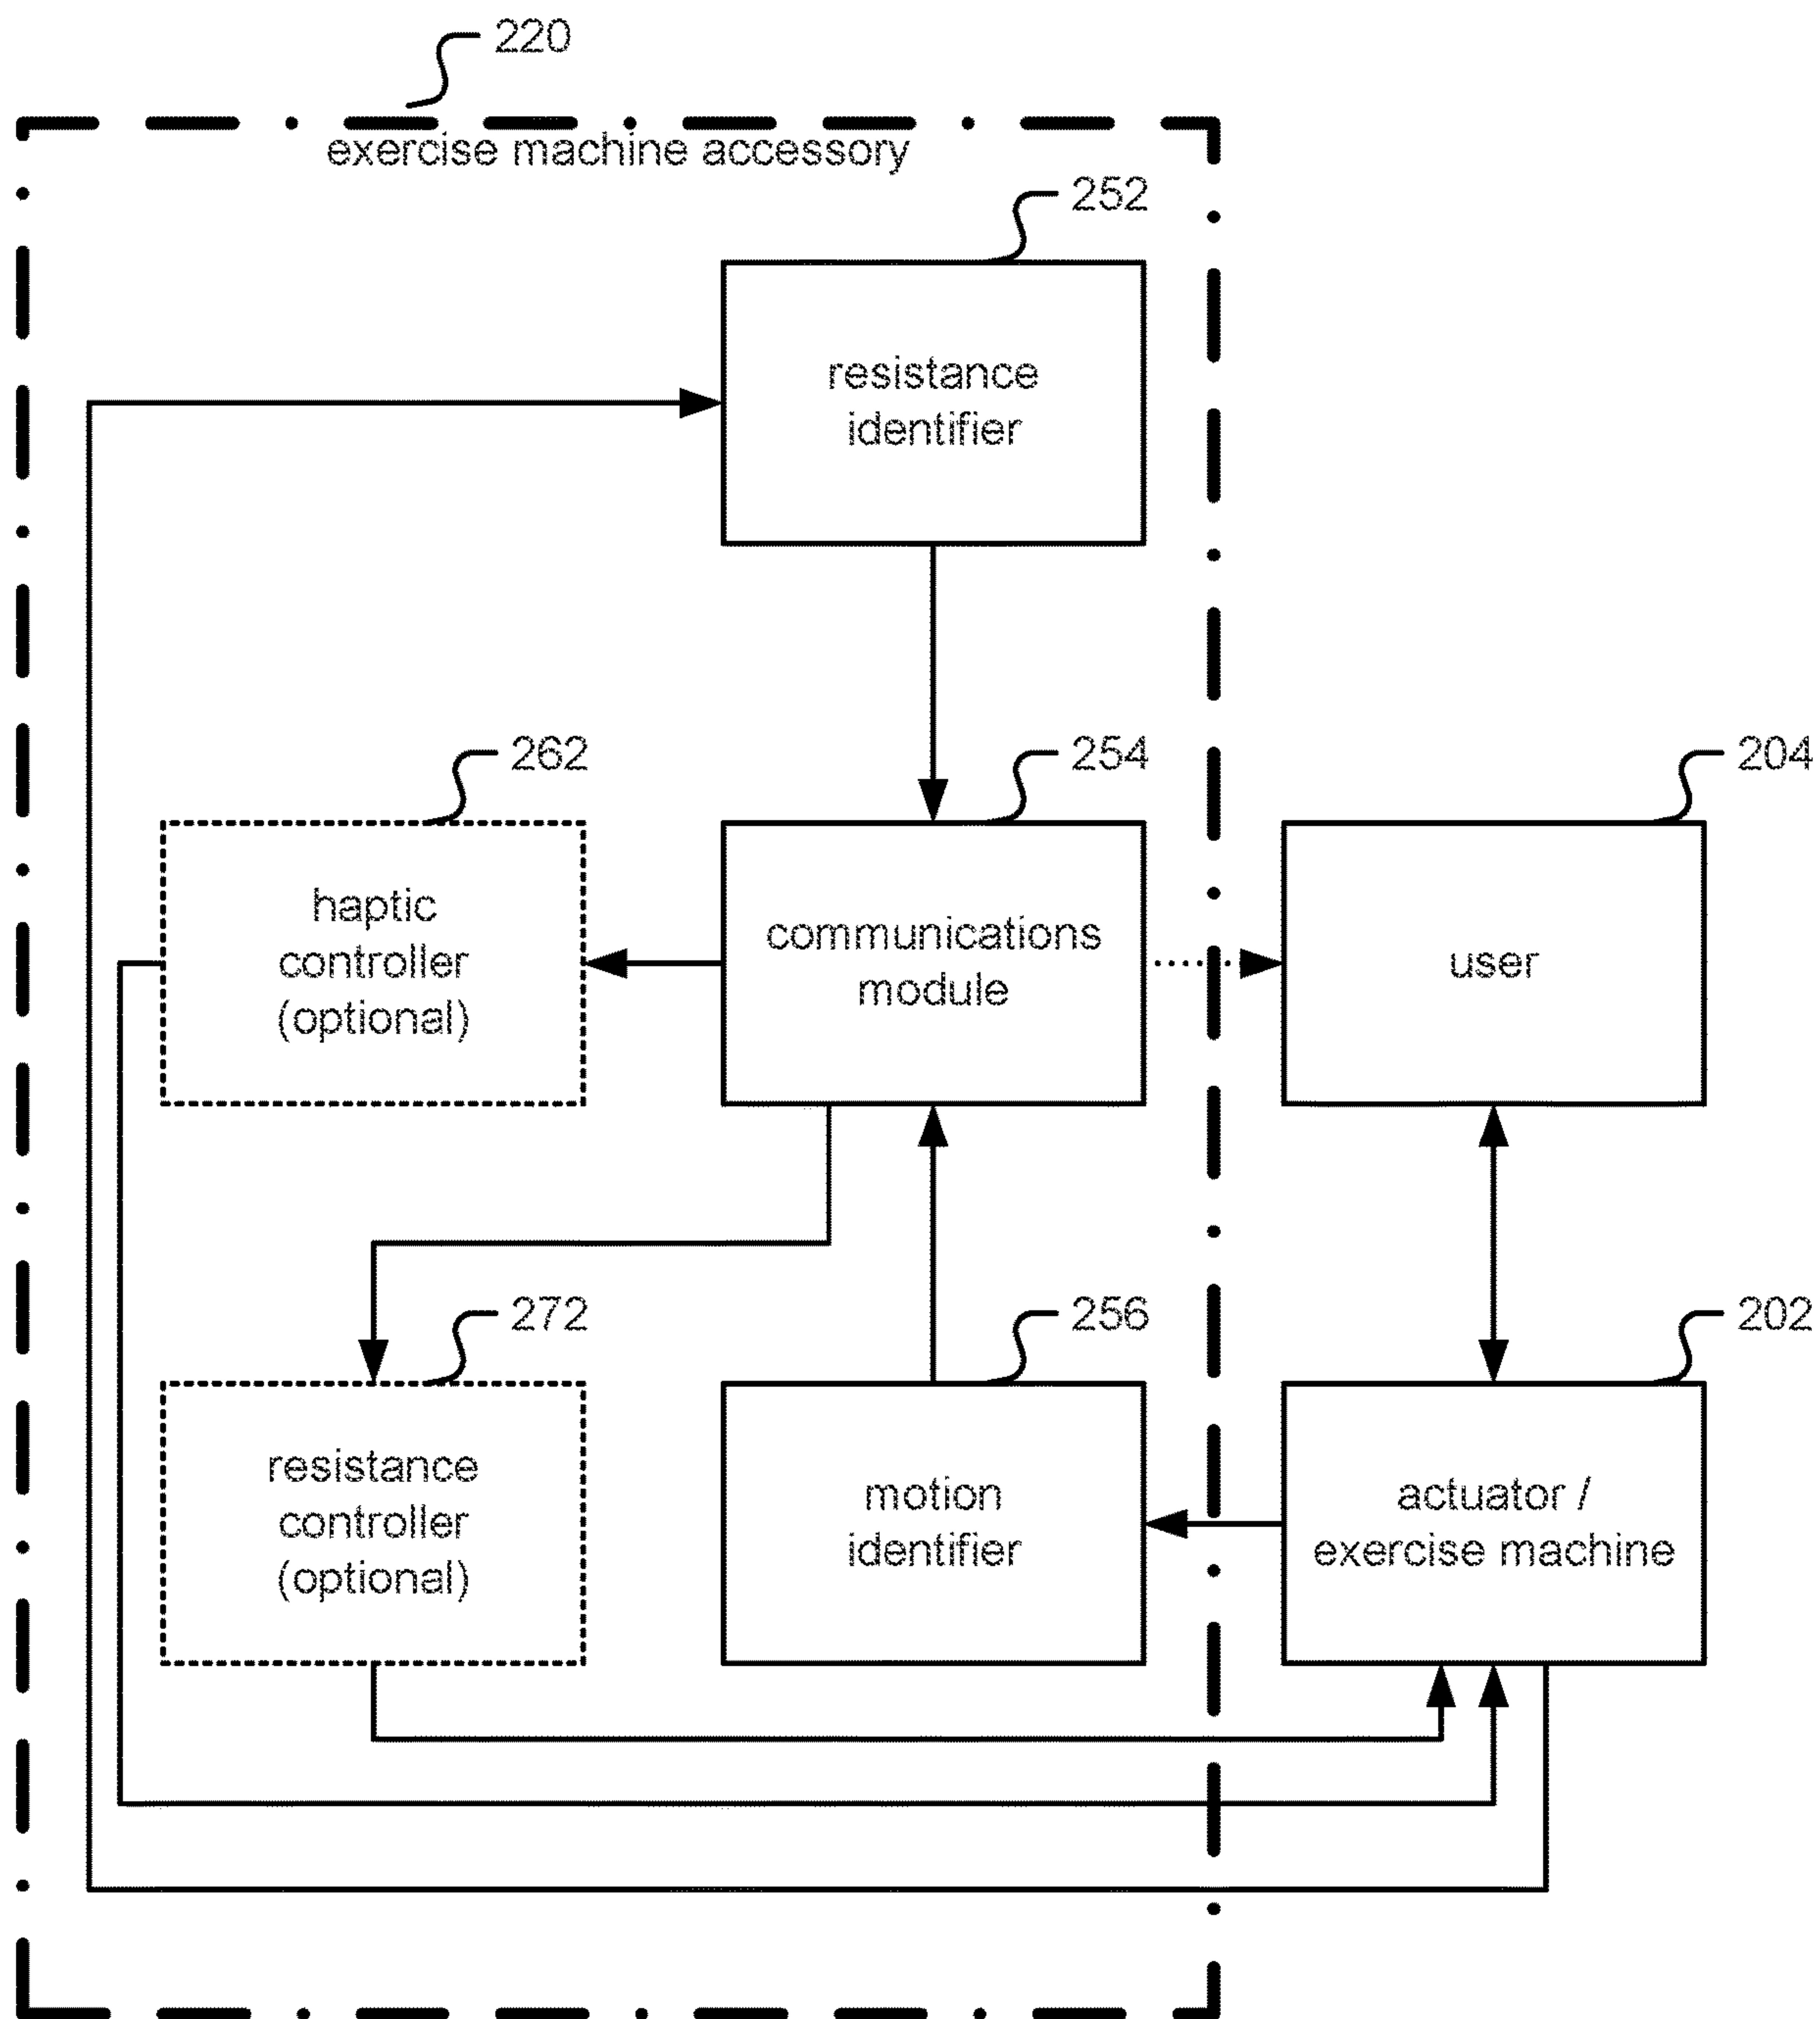 220
exercise machine accessory
252
resistance
identifier
262
254
204
haptic
controller
(optional)
communications
module
user
272
256
202
resistance
controller
(optional)
motion
identifier
actuator /
exercise machine